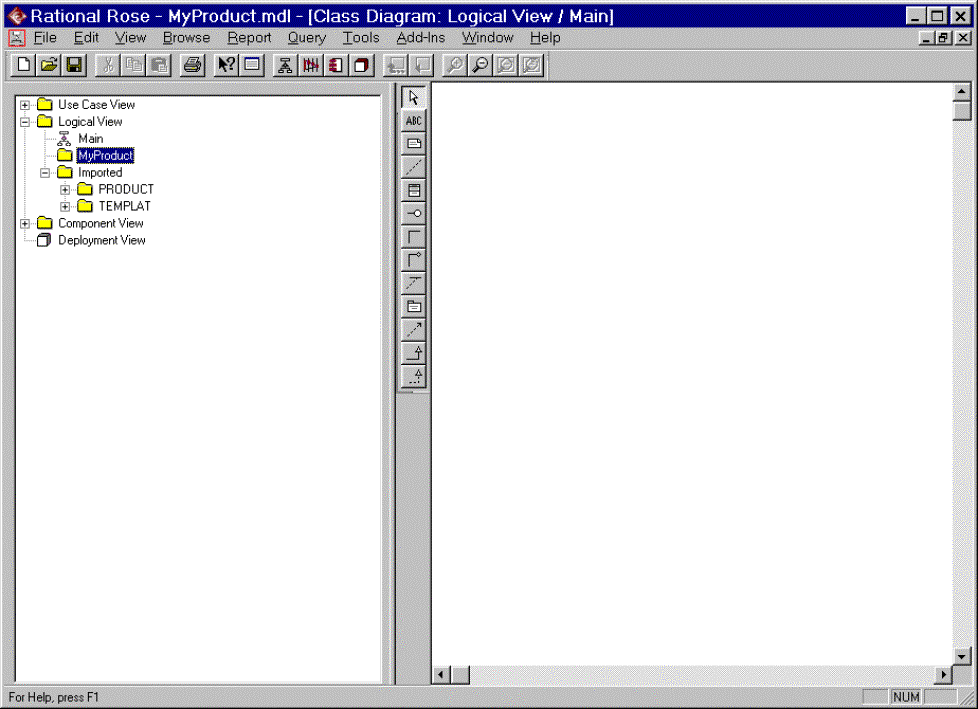 Rational Rose - MyProduct.mdl - [Class Diagram: Logical View / Main]
File Edit View Browse Report Query Tools Add-Ins Window Help
Use Case View
Logical View
Main
MyProduct
Imported
PRODUCT
TEMPLAT
Component View
Deployment View
ABC
For Help, press F1
NUM